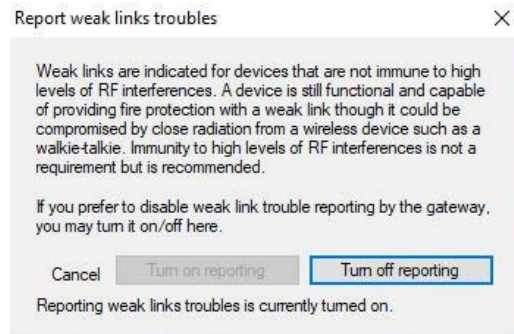 Report weak links troubles
Weak links are indicated for devices that are not immune to high
levels of RF interferences. A device is still functional and capable
of providing fire protection with a weak link though it could be
compromised by close radiation from a wireless device such as a
walkie-talkie. Immunity to high levels of RF interferences is not a
requirement but is recommended.
If you prefer to disable weak link trouble reporting by the gateway,
you may turn it on/off here.
Cancel Turn on reporting Turn off reporting
Reporting weak links troubles is currently turned on.